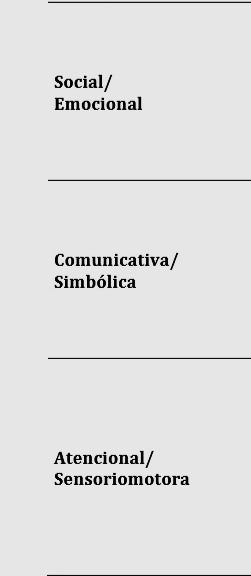 Social/
Emocional
Comunicativa/
Simbólica
Atencional/
Sensoriomotora